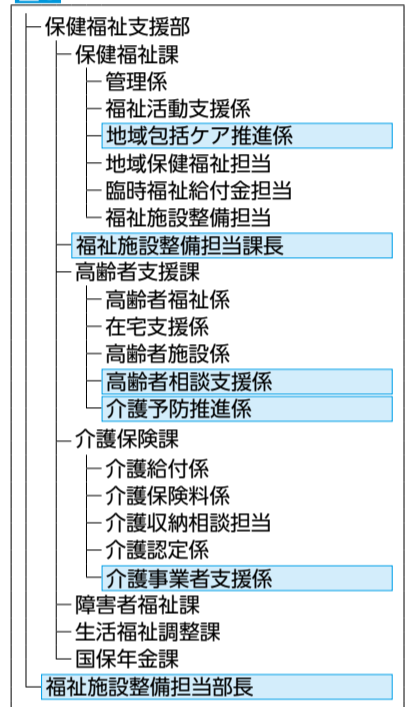 保健福祉支援部
保健福祉課
管理係
福祉活動支援係
地域包括ケア推進係
地域保健福祉担当
臨時福祉給付金担当
福祉施設整備担当
福祉施設整備担当課長
高齢者支援課
高齢者福祉係
在宅支援係
高齢者施設係
高齢者相談支援係
介護予防推進係
介護保険課
介護給付係
介護保険料係
介護収納相談担当
介護認定係
介護事業者支援係
障害者福祉課
生活福祉調整課
国保年金課
福祉施設整備担当部長